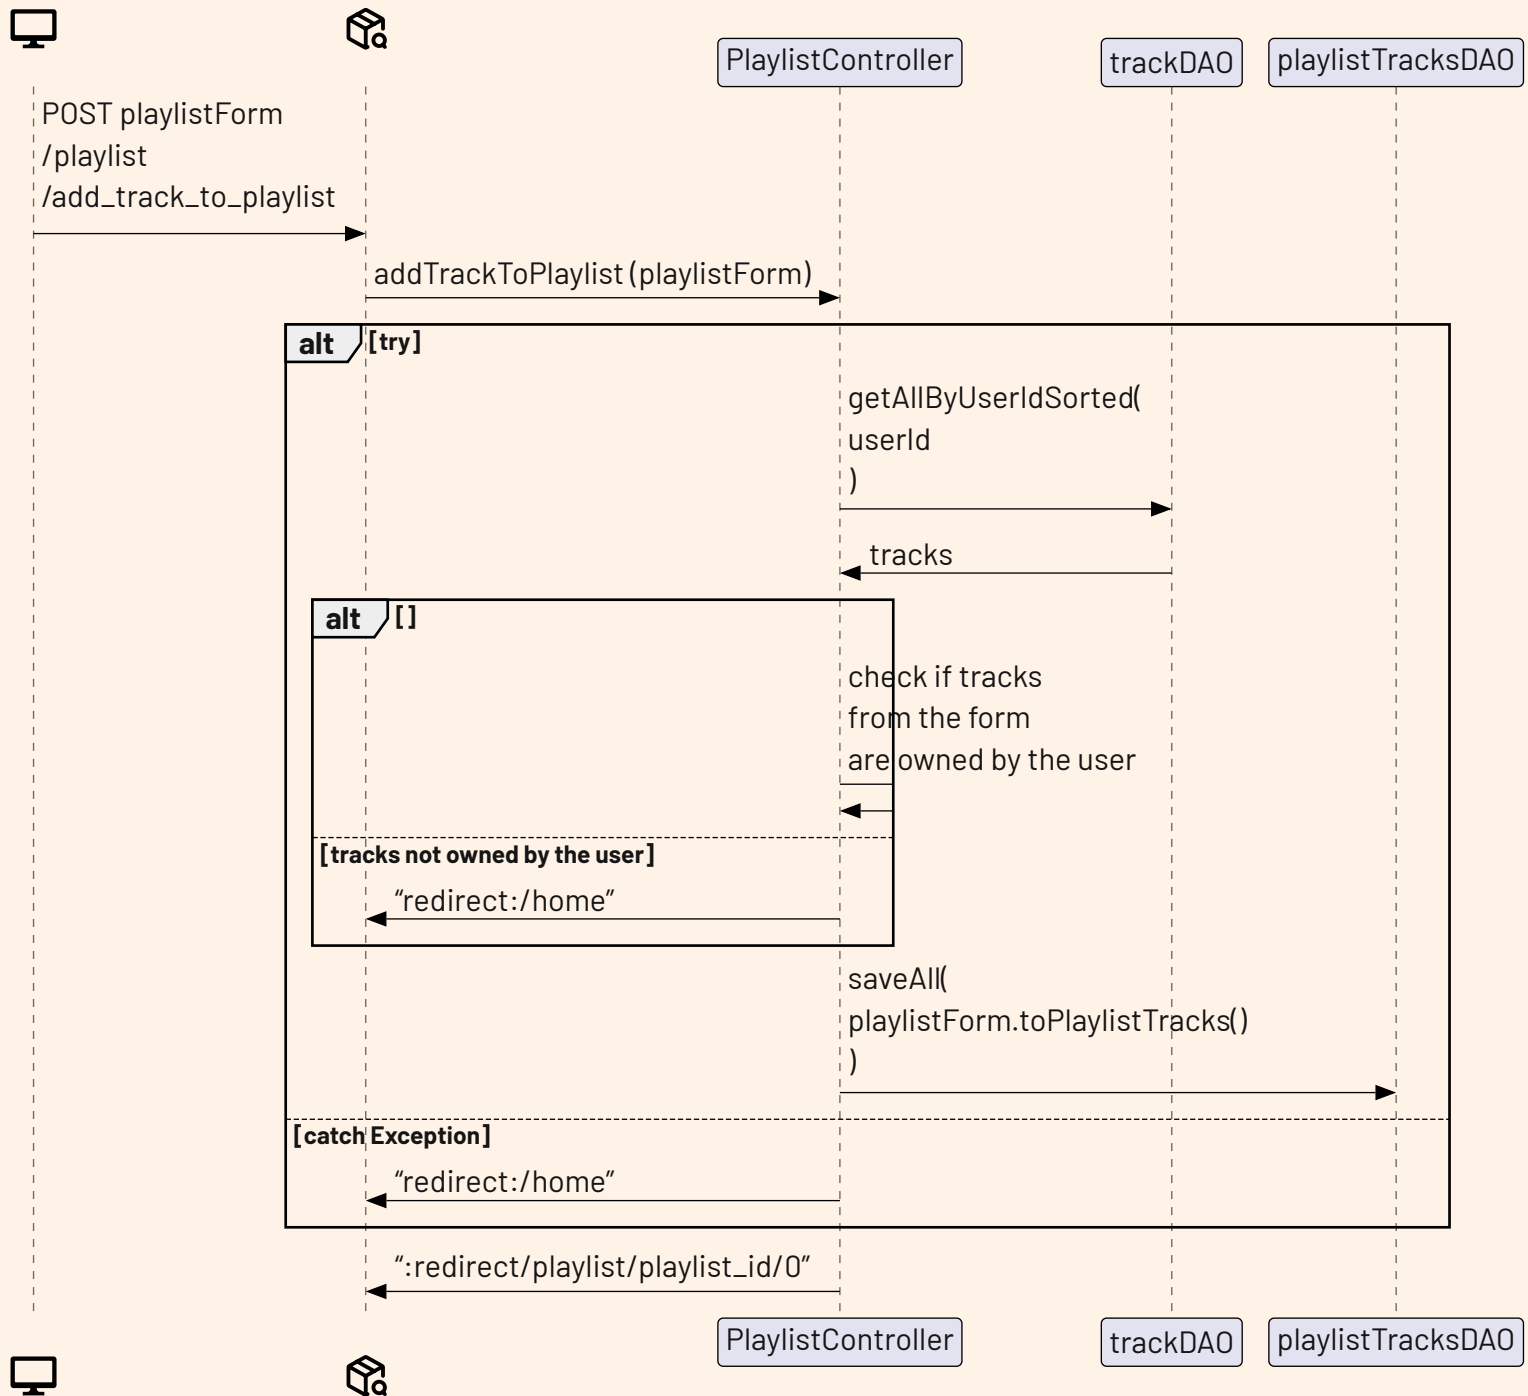 PlaylistController
trackDAO
playlistTracksDAO
POST playlistForm
/playlist
/add_track_to_playlist
addTrackToPlaylist (playlistForm)
alt
[try]
getAllByUserIdSorted(
userId
)
tracks
alt
[]
check if tracks
from the form
are owned by the user
[tracks not owned by the user]
“redirect:/home”
saveAll(
playlistForm.toPlaylistTracks()
)
[catch Exception]
“redirect:/home”
“:redirect/playlist/playlist_id/0”
PlaylistController
trackDAO
playlistTracksDAO